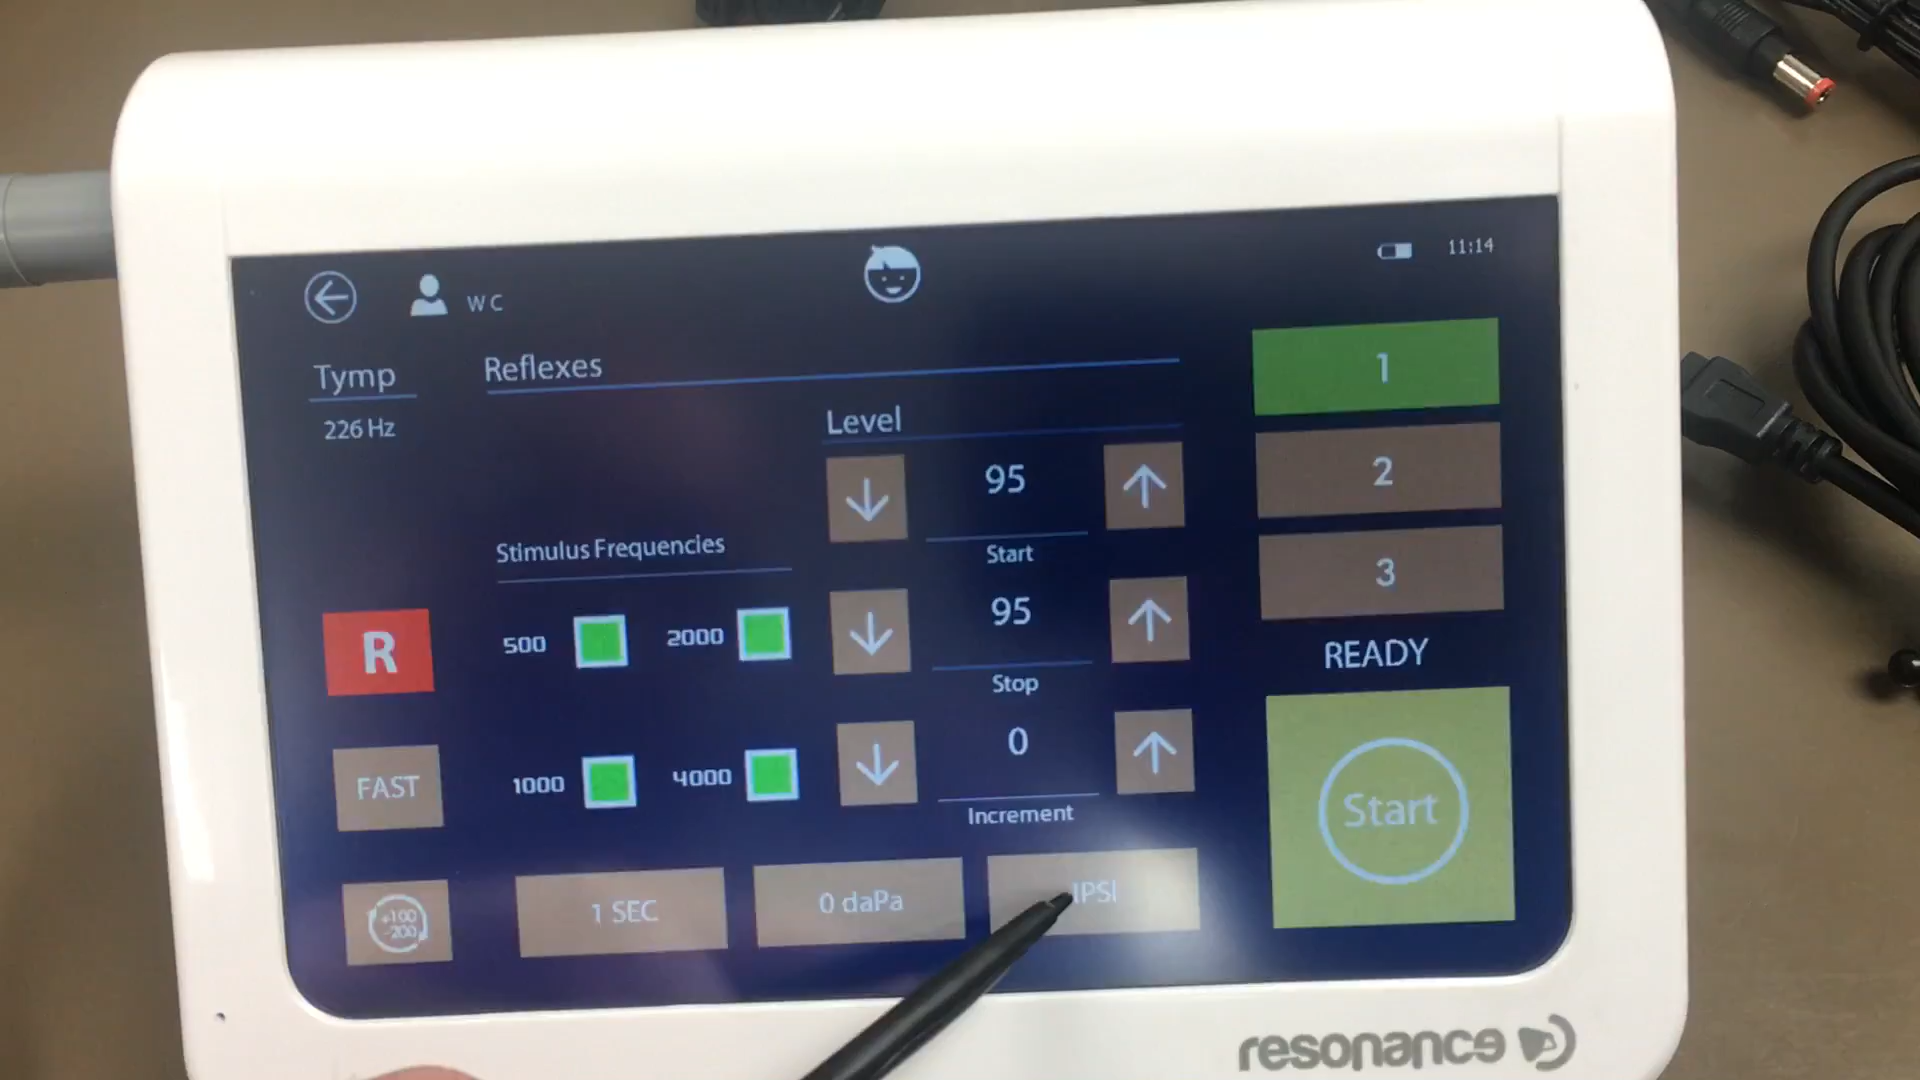 W C
11:14
Tymp
226 Hz
Reflexes
Level
95
Start
95
Stop
0
Increment
Stimulus Frequencies
500
2000
1000
4000
R
FAST
+100
-200
1 SEC
0 daPa
IPSI
1
2
3
READY
Start
resonance